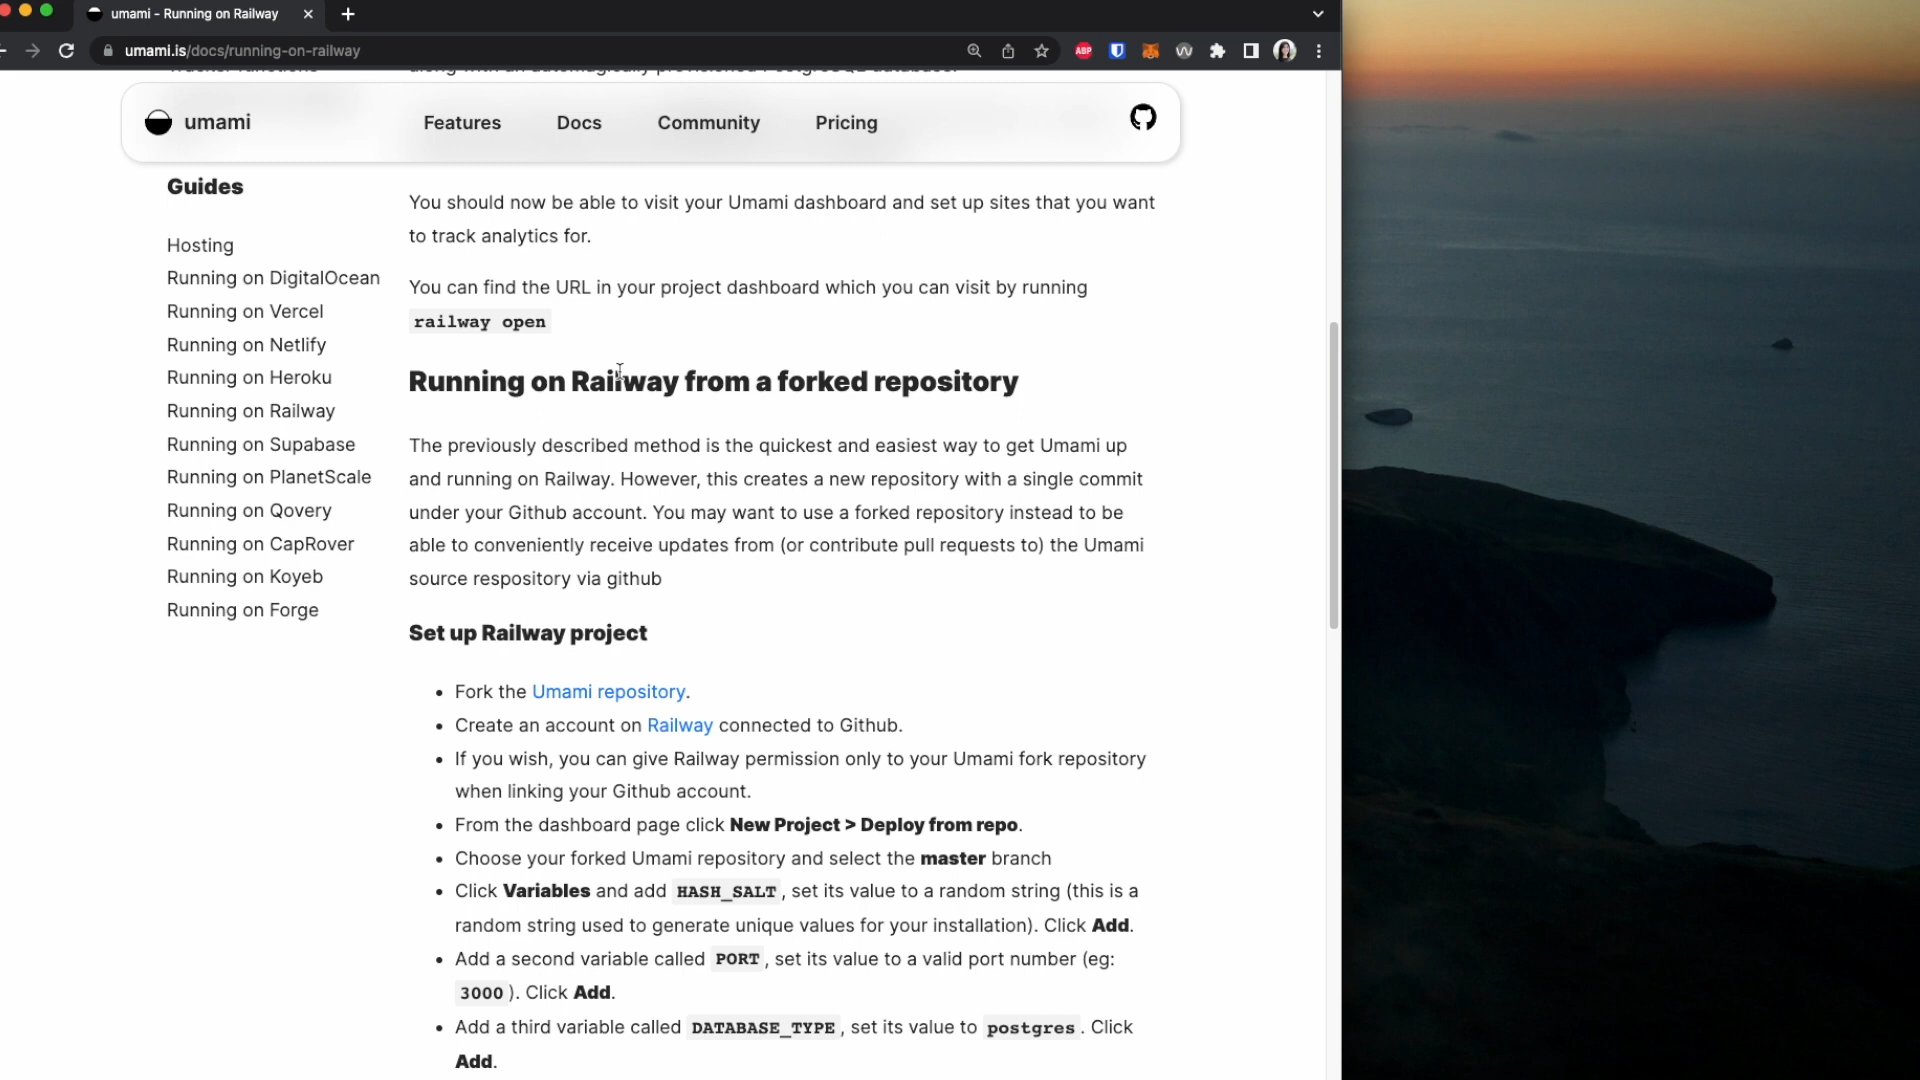 umami - Running on Railway
umami.is/docs/running-on-railway
ABP
Tracker functions
along with an automagically provisioned PostgreSQL database.
umami
Features
Docs
Community
Pricing
Guides
Hosting
Running on DigitalOcean
Running on Vercel
Running on Netlify
Running on Heroku
Running on Railway
Running on Supabase
Running on PlanetScale
Running on Qovery
Running on CapRover
Running on Koyeb
Running on Forge
You should now be able to visit your Umami dashboard and set up sites that you want
to track analytics for.
You can find the URL in your project dashboard which you can visit by running
railway open
Running on Railway from a forked repository
The previously described method is the quickest and easiest way to get Umami up
and running on Railway. However, this creates a new repository with a single commit
under your Github account. You may want to use a forked repository instead to be
able to conveniently receive updates from (or contribute pull requests to) the Umami
source respository via github
Set up Railway project
• Fork the Umami repository.
• Create an account on Railway connected to Github.
• If you wish, you can give Railway permission only to your Umami fork repository
when linking your Github account.
• From the dashboard page click New Project > Deploy from repo.
• Choose your forked Umami repository and select the master branch
• Click Variables and add HASH_SALT, set its value to a random string (this is a
random string used to generate unique values for your installation). Click Add.
• Add a second variable called PORT, set its value to a valid port number (eg:
3000). Click Add.
• Add a third variable called DATABASE_TYPE, set its value to postgres. Click
Add.